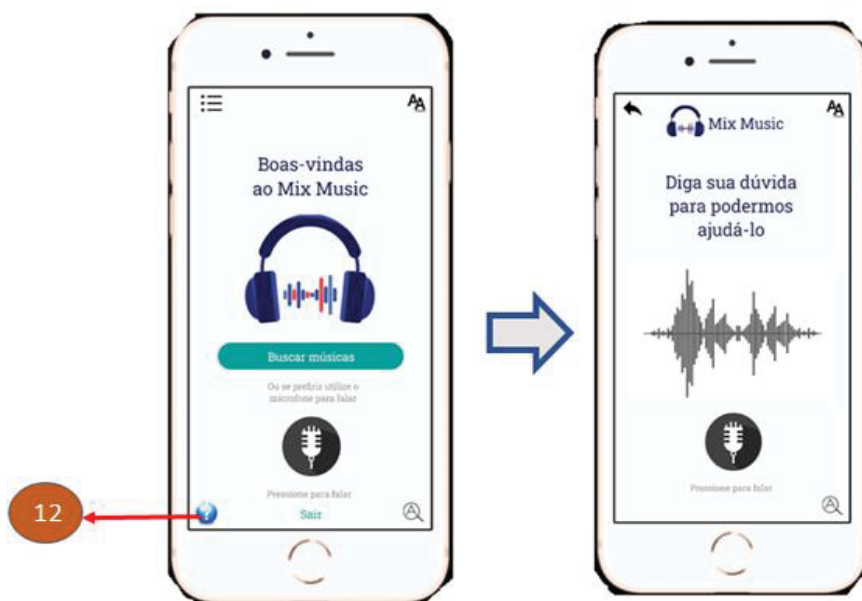 Boas-vindas
ao Mix Music
Buscar músicas
Ou se prefirir utilize o
microfone para falar
Pressione para falar
Sair
12
Mix Music
Diga sua dúvida
para podermos
ajudá-lo
Pressione para falar